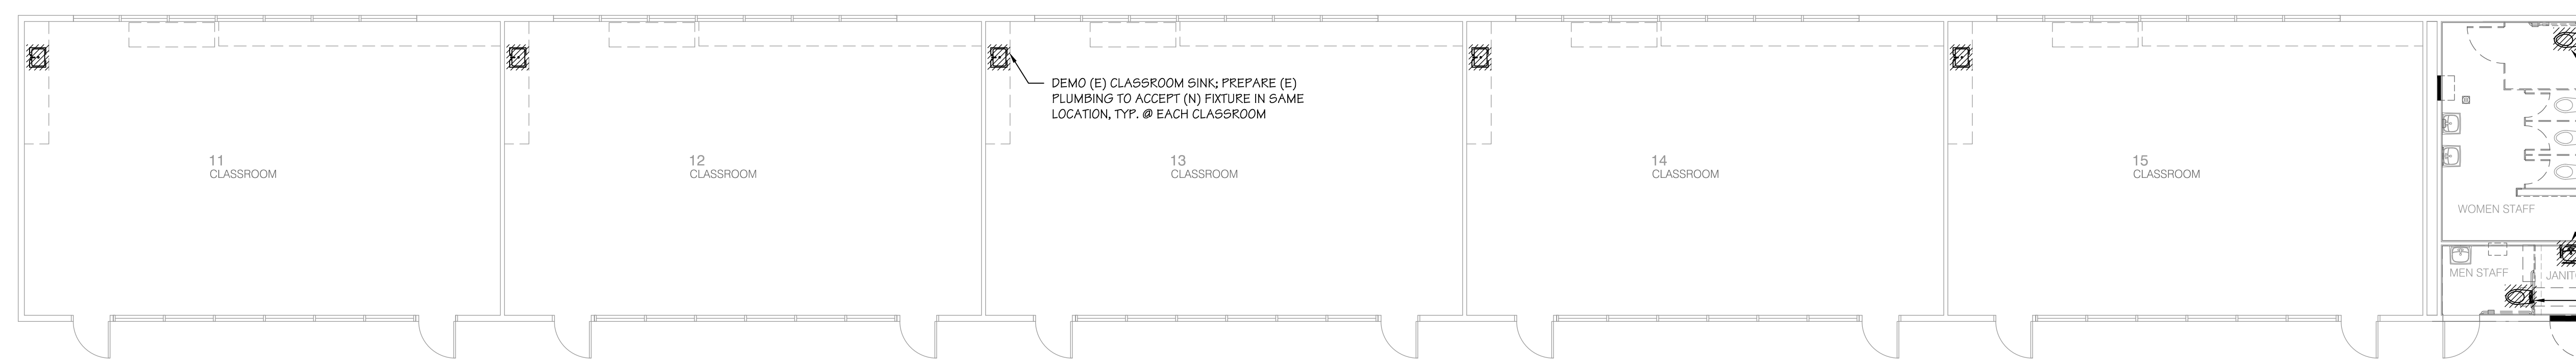 DEMO (E) CLASSROOM SINK; PREPARE (E)
PLUMBING TO ACCEPT (N) FIXTURE IN SAME
LOCATION, TYP. @ EACH CLASSROOM
11
CLASSROOM
12
CLASSROOM
13
CLASSROOM
14
CLASSROOM
15
CLASSROOM
WOMEN STAFF
MEN STAFF
JANIT